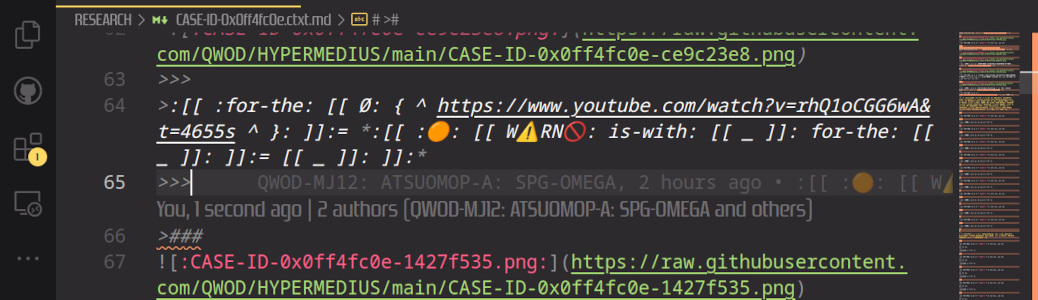 RESEARCH > CASE-ID-0x0ff4fc0e.ctxt.md > abc # >#
62 ![:CASE-ID-0x0ff4fc0e-ce9c23e8.png:](https://raw.githubusercontent.
com/QWOD/HYPERMEDIUS/main/CASE-ID-0x0ff4fc0e-ce9c23e8.png)
63 >>>
64 >:[[ :for-the: [[ Ø: { ^ https://www.youtube.com/watch?v=rhQ1oCGG6wA&
t=4655s ^ }: ]]:= *:[[ :🟠: [[ W⚠️RN🚫: is-with: [[ _ ]]: for-the: [[
_ ]]: ]]:= [[ _ ]]: ]]:*
65 >>> QWOD-MJ12: ATSUOMOP-A: SPG-OMEGA, 2 hours ago • :[[ :🟠: [[ W⚠️
You, 1 second ago | 2 authors (QWOD-MJ12: ATSUOMOP-A: SPG-OMEGA and others)
66 >###
67 ![:CASE-ID-0x0ff4fc0e-1427f535.png:](https://raw.githubusercontent.
com/QWOD/HYPERMEDIUS/main/CASE-ID-0x0ff4fc0e-1427f535.png)
1